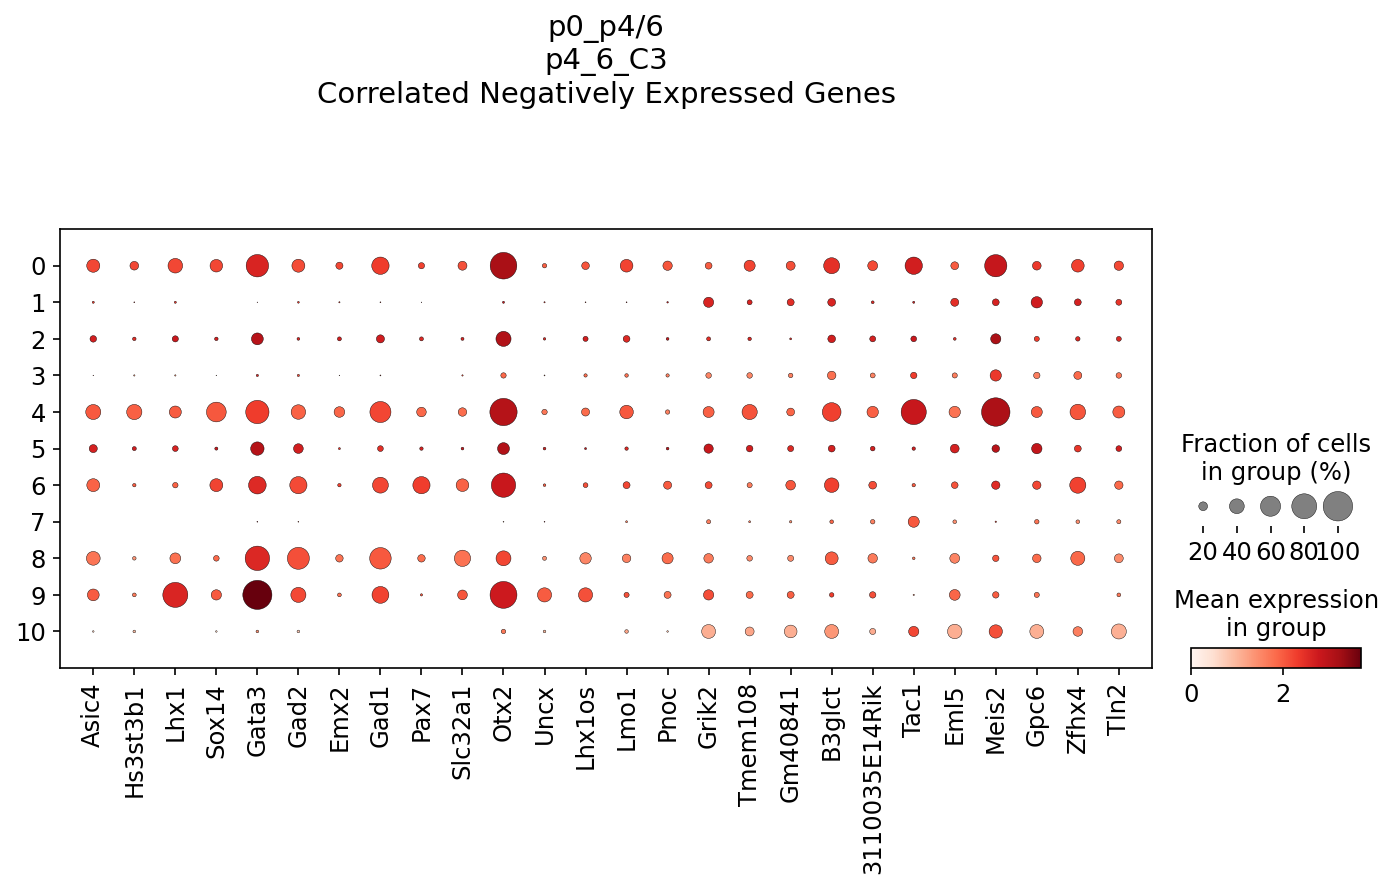 p0_p4/6
p4_6_C3
Correlated Negatively Expressed Genes
0
1
2
3
4
5
6
7
8
9
10
Asic4
Hs3st3b1
Lhx1
Sox14
Gata3
Gad2
Emx2
Gad1
Pax7
Slc32a1
Otx2
Uncx
Lhx1os
Lmo1
Pnoc
Grik2
Tmem108
Gm40841
B3glct
3110035E14Rik
Tac1
Eml5
Meis2
Gpc6
Zfhx4
Tln2
Fraction of cells
in group (%)
20 40 60 80 100
Mean expression
in group
0 2